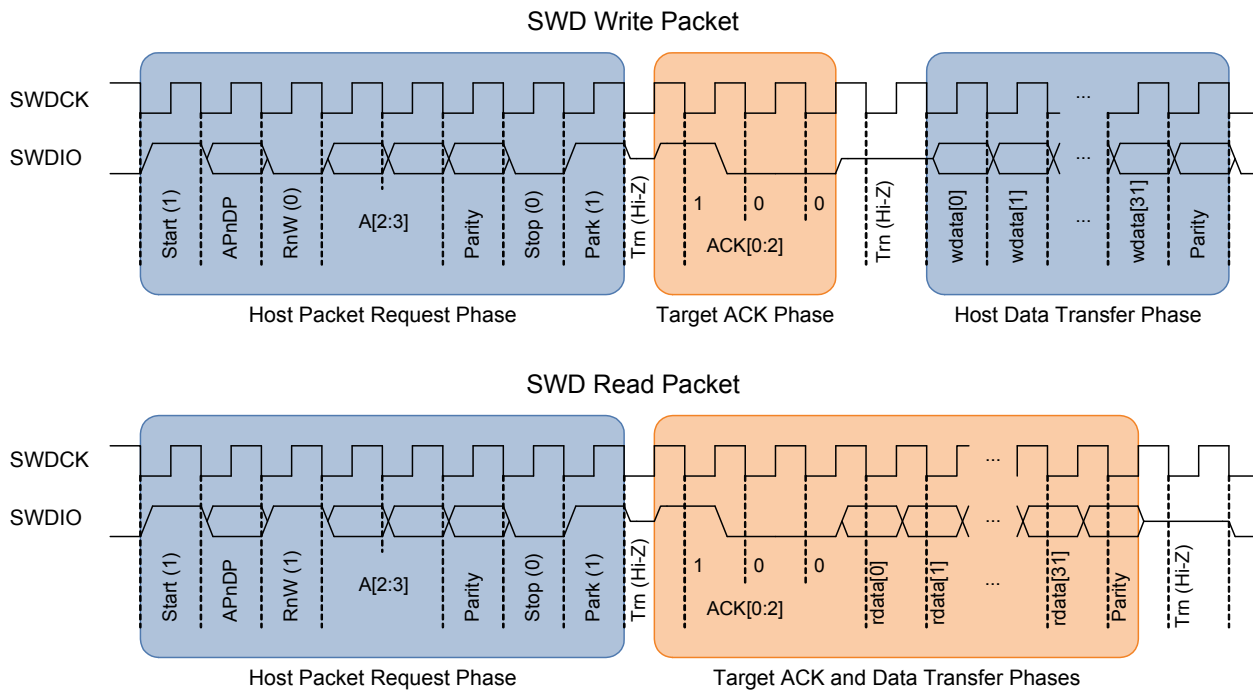 SWD Write Packet
SWDCK
...
SWDIO
...
Start (1)
APnDP
RnW (0)
A[2:3]
Parity
Stop (0)
Park (1)
Trn (Hi-Z)
1
0
0
ACK[0:2]
Trn (Hi-Z)
wdata[0]
wdata[1]
...
wdata[31]
Parity
Host Packet Request Phase
Target ACK Phase
Host Data Transfer Phase
SWD Read Packet
SWDCK
...
SWDIO
...
Start (1)
APnDP
RnW (1)
A[2:3]
Parity
Stop (0)
Park (1)
Trn (Hi-Z)
1
0
0
ACK[0:2]
rdata[0]
rdata[1]
...
rdata[31]
Parity
Trn (Hi-Z)
Host Packet Request Phase
Target ACK and Data Transfer Phases